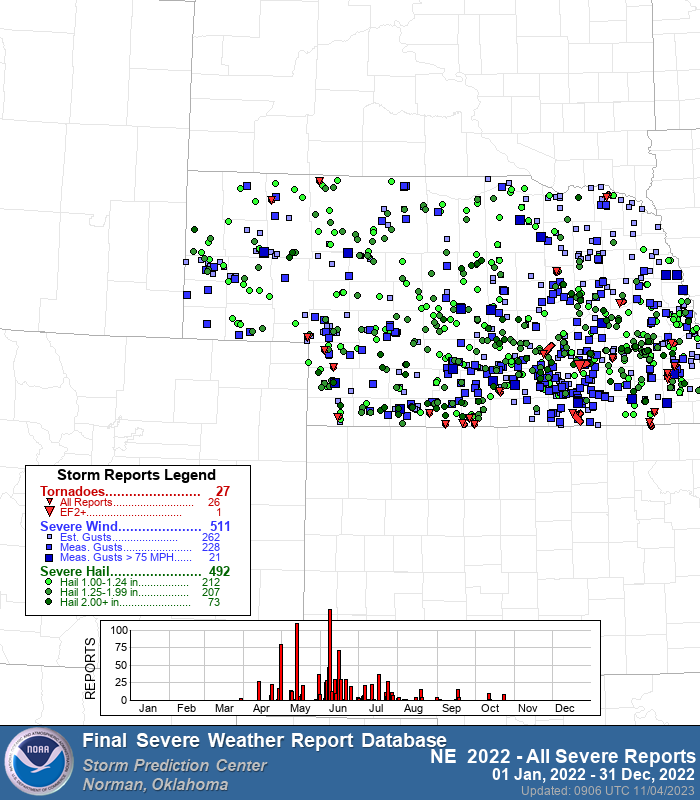 Storm Reports Legend
Tornadoes....................... 27
All Reports............................ 26
EF2+................................. 1
Severe Wind.................... 511
Est. Gusts....................... 262
Meas. Gusts........................ 228
Meas. Gusts > 75 MPH...... 21
Severe Hail...................... 492
Hail 1.00-1.24 in................. 212
Hail 1.25-1.99 in................. 207
Hail 2.00+ in......................... 73
REPORTS
100
75
50
25
0
Jan Feb Mar Apr May Jun Jul Aug Sep Oct Nov Dec
NOAA
Final Severe Weather Report Database
Storm Prediction Center
Norman, Oklahoma
NE 2022 - All Severe Reports
01 Jan, 2022 - 31 Dec, 2022
Updated: 0906 UTC 11/04/2023